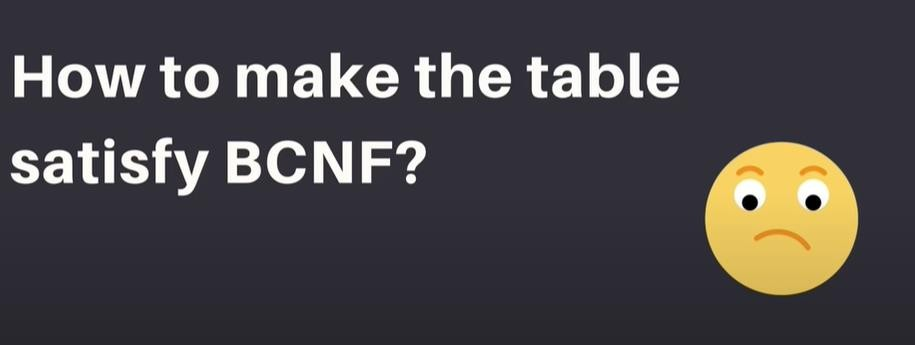 How to make the table
satisfy BCNF?